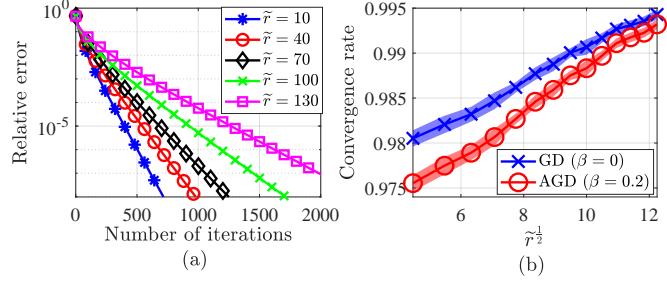 10^0
10^-5
Relative error
0 500 1000 1500 2000
Number of iterations
(a)
r̃ = 10
r̃ = 40
r̃ = 70
r̃ = 100
r̃ = 130
0.995
0.99
0.985
0.98
0.975
Convergence rate
6 8 10 12
r̃^{1/2}
(b)
GD (β = 0)
AGD (β = 0.2)